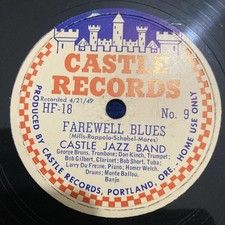 CASTLE
RECORDS
Recorded 4/21/49
HF-18 No. 9
FAREWELL BLUES
(Mills-Rappolo-Schobel-Mares)
CASTLE JAZZ BAND
George Bruns, Trombone; Don Kinch, Trumpet;
Bob Gilbert, Clarinet; Bob Short, Tuba;
Larry Du Fresne, Piano; Homer Welch,
Drums; Monte Ballou,
Banjo
PRODUCED BY CASTLE RECORDS, PORTLAND, ORE. - HOME USE ONLY